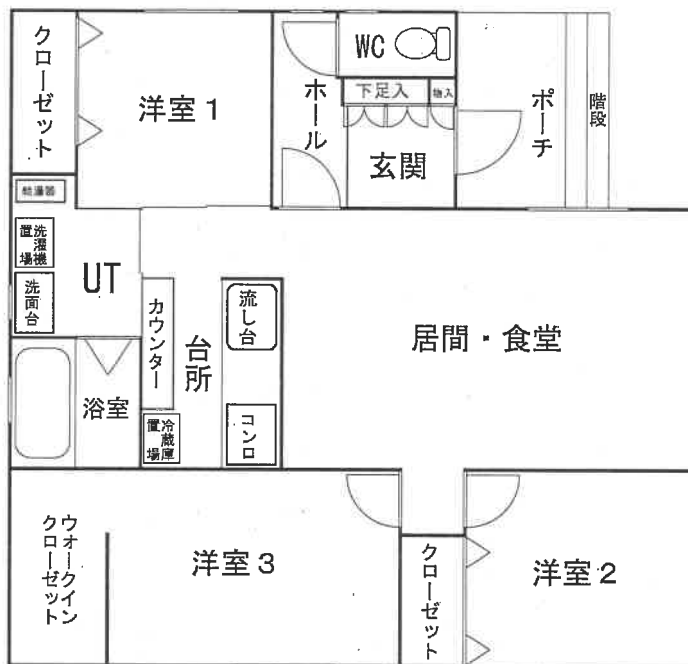 クローゼット
洋室1
ホール
WC
下足入
物入
玄関
ポーチ
階段
給湯器
洗濯機
置場
洗面台
UT
カウンター
台所
流し台
居間・食堂
浴室
冷蔵庫
置場
コンロ
ウォークイン
クローゼット
洋室3
クローゼット
洋室2